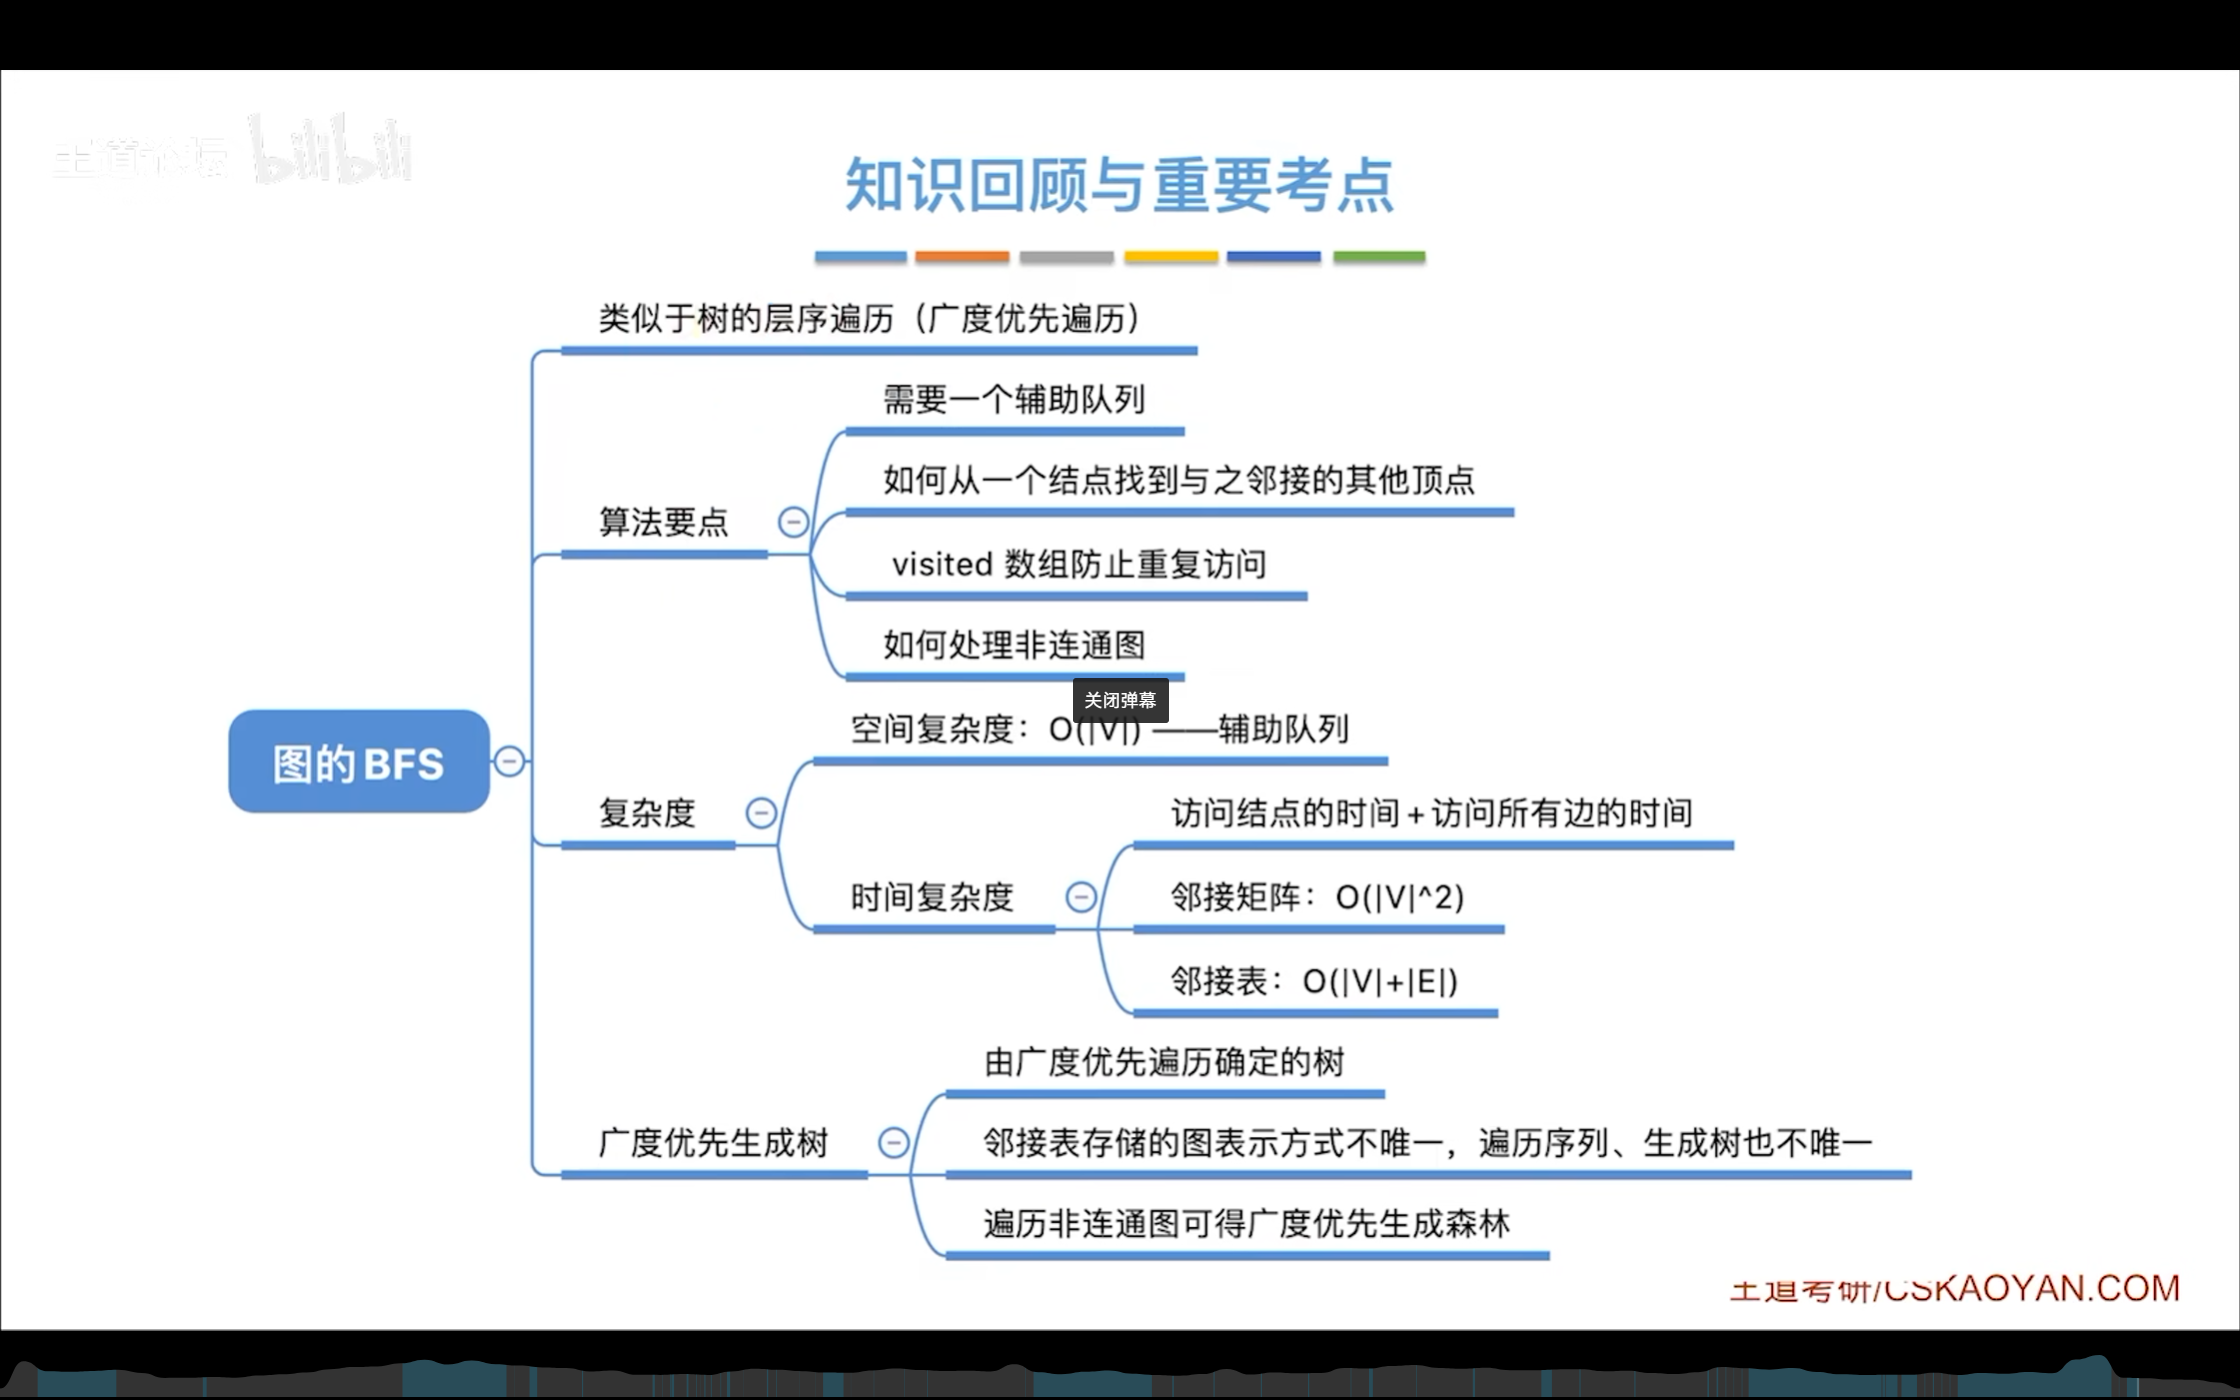 王道论坛 bilibili
知识回顾与重要考点
类似于树的层序遍历（广度优先遍历）
需要一个辅助队列
如何从一个结点找到与之邻接的其他顶点
算法要点
visited 数组防止重复访问
如何处理非连通图
关闭弹幕
空间复杂度：O(|V|) ——辅助队列
图的BFS
复杂度
访问结点的时间+访问所有边的时间
时间复杂度
邻接矩阵：O(|V|^2)
邻接表：O(|V|+|E|)
由广度优先遍历确定的树
广度优先生成树
邻接表存储的图表示方式不唯一，遍历序列、生成树也不唯一
遍历非连通图可得广度优先生成森林
王道考研/CSKAOYAN.COM